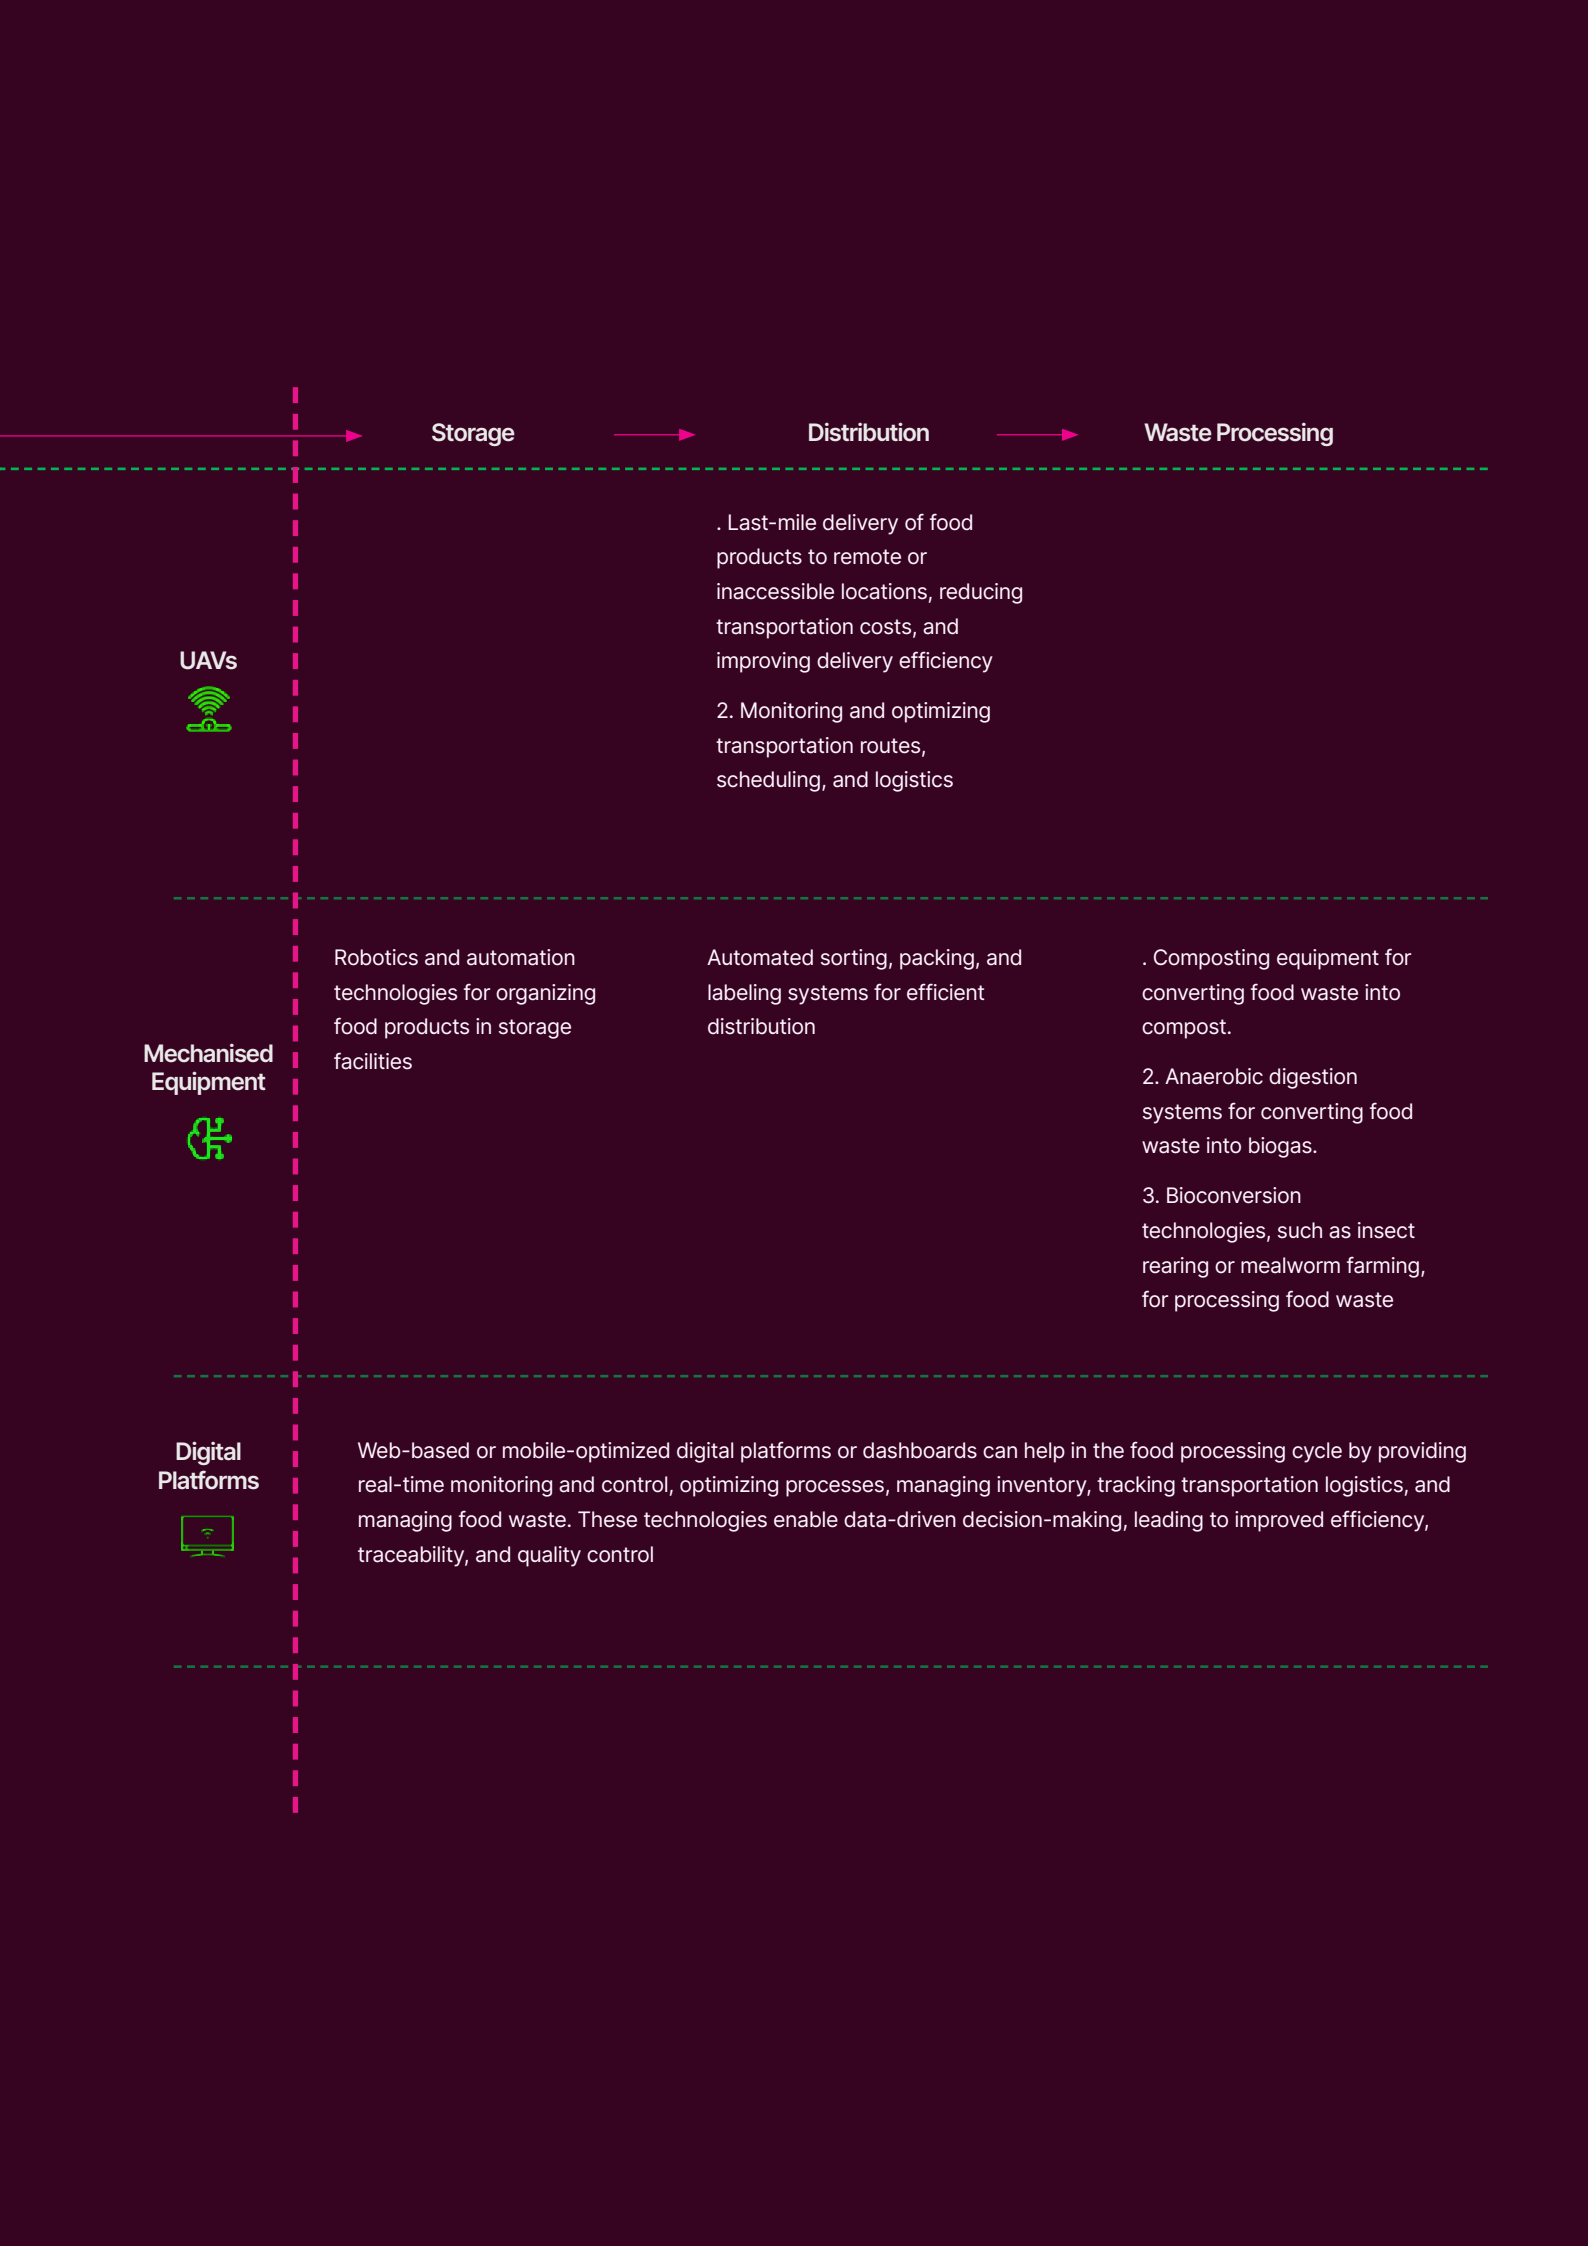 Storage
Distribution
Waste Processing
UAVs
. Last-mile delivery of food
products to remote or
inaccessible locations, reducing
transportation costs, and
improving delivery efficiency
2. Monitoring and optimizing
transportation routes,
scheduling, and logistics
Mechanised
Equipment
Robotics and automation
technologies for organizing
food products in storage
facilities
Automated sorting, packing, and
labeling systems for efficient
distribution
. Composting equipment for
converting food waste into
compost.
2. Anaerobic digestion
systems for converting food
waste into biogas.
3. Bioconversion
technologies, such as insect
rearing or mealworm farming,
for processing food waste
Digital
Platforms
Web-based or mobile-optimized digital platforms or dashboards can help in the food processing cycle by providing
real-time monitoring and control, optimizing processes, managing inventory, tracking transportation logistics, and
managing food waste. These technologies enable data-driven decision-making, leading to improved efficiency,
traceability, and quality control